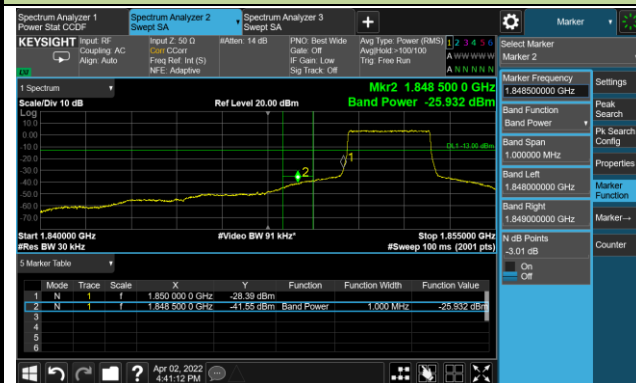 Spectrum Analyzer 1
Power Stat CCDF
Spectrum Analyzer 2
Swept SA
Spectrum Analyzer 3
Swept SA
+
Marker
KEYSIGHT
Input: RF
Coupling: AC
Align: Auto
Input Z: 50 Ω
Corr CCorr
Freq Ref: Int (S)
NFE: Adaptive
#Atten: 14 dB
PNO: Best Wide
Gate: Off
IF Gain: Low
Sig Track: Off
Avg Type: Power (RMS)
Avg|Hold:>100/100
Trig: Free Run
1 2 3 4 5 6
A W W W W W
A N N N N N
Select Marker
Marker 2
1 Spectrum
Scale/Div 10 dB
Ref Level 20.00 dBm
Mkr2 1.848 500 0 GHz
Band Power -25.932 dBm
Log
10.0
0.00
-10.0
-20.0
-30.0
-40.0
-50.0
-60.0
-70.0
DL1 -13.00 dBm
1
2
Start 1.840000 GHz
#Res BW 30 kHz
#Video BW 91 kHz*
Stop 1.855000 GHz
#Sweep 100 ms (2001 pts)
5 Marker Table
Mode Trace Scale X Y Function Function Width Function Value
1 N 1 f 1.850 000 0 GHz -28.39 dBm
2 N 1 f 1.848 500 0 GHz -41.55 dBm Band Power 1.000 MHz -25.932 dBm
3
4
5
6
Marker Frequency
1.848500000 GHz
Band Function
Band Power
Band Span
1.000000 MHz
Band Left
1.848000000 GHz
Band Right
1.849000000 GHz
N dB Points
-3.01 dB
On
Off
Settings
Peak
Search
Pk Search
Config
Properties
Marker
Function
Marker→
Counter
?
Apr 02, 2022
4:41:12 PM